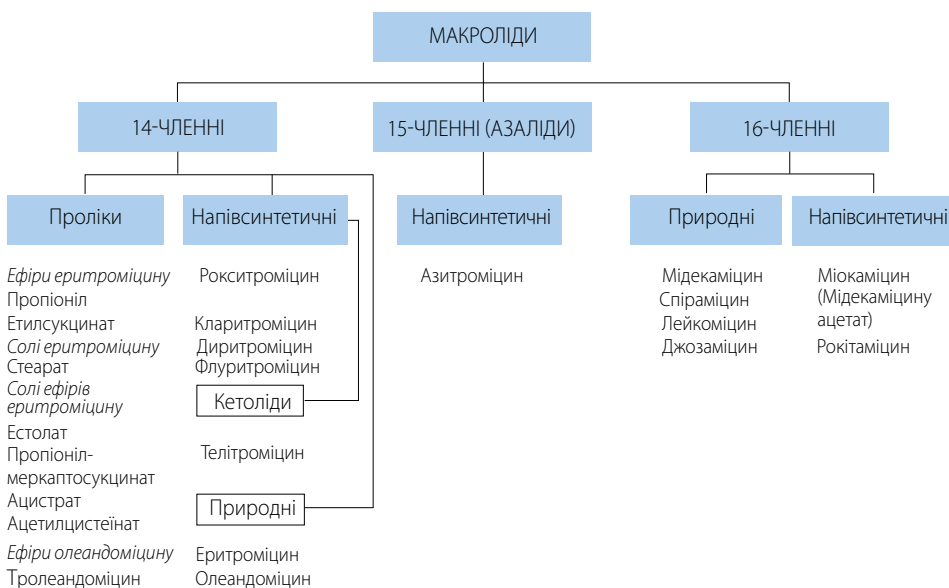 МАКРОЛІДИ
14-ЧЛЕННІ
15-ЧЛЕННІ (АЗАЛІДИ)
16-ЧЛЕННІ
Проліки
Ефіри еритроміцину
Пропіоніл
Етилсукцинат
Солі еритроміцину
Стеарат
Солі ефірів
еритроміцину
Естолат
Пропіоніл-
меркаптосукцинат
Ацистрат
Ацетилцистеїнат
Ефіри олеандоміцину
Тролеандоміцин
Напівсинтетичні
Рокситроміцин
Кларитроміцин
Диритроміцин
Флуритроміцин
Кетоліди
Телітроміцин
Природні
Еритроміцин
Олеандоміцин
Напівсинтетичні
Азитроміцин
Природні
Мідекаміцин
Спіраміцин
Лейкоміцин
Джозаміцин
Напівсинтетичні
Міокаміцин
(Мідекаміцину
ацетат)
Рокітаміцин